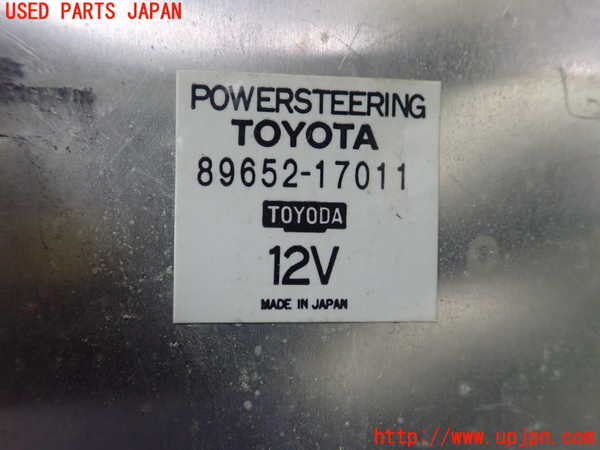 USED PARTS JAPAN
POWERSTEERING
TOYOTA
89652-17011
TOYODA
12V
MADE IN JAPAN
http://www.upjpn.com/